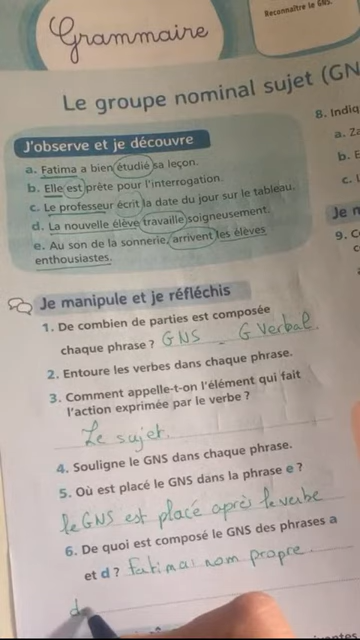 Grammaire
Reconnaître le GNS.
Le groupe nominal sujet (GN
J'observe et je découvre
a. Fatima a bien étudié sa leçon.
b. Elle est prête pour l'interrogation.
c. Le professeur écrit la date du jour sur le tableau.
d. La nouvelle élève travaille soigneusement.
e. Au son de la sonnerie, arrivent les élèves
enthousiastes.
8. Indiq
a. Za
b. E
c. L
Je m
9. C
Je manipule et je réfléchis
1. De combien de parties est composée
chaque phrase ? GNS - G Verbal.
2. Entoure les verbes dans chaque phrase.
3. Comment appelle-t-on l'élément qui fait
l'action exprimée par le verbe ?
Le sujet.
4. Souligne le GNS dans chaque phrase.
5. Où est placé le GNS dans la phrase e ?
le GNS est placé après le verbe
6. De quoi est composé le GNS des phrases a
et d ? Fatima: nom propre.
d